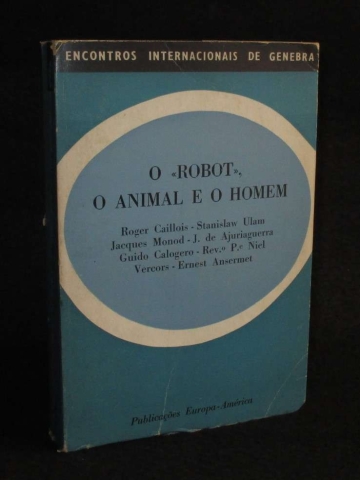 ENCONTROS INTERNACIONAIS DE GENEBRA
O «ROBOT»,
O ANIMAL E O HOMEM
Roger Caillois - Stanislaw Ulam
Jacques Monod - J. de Ajuriaguerra
Guido Calogero - Rev.º P.e Niel
Vercors - Ernest Ansermet
Publicações Europa-América